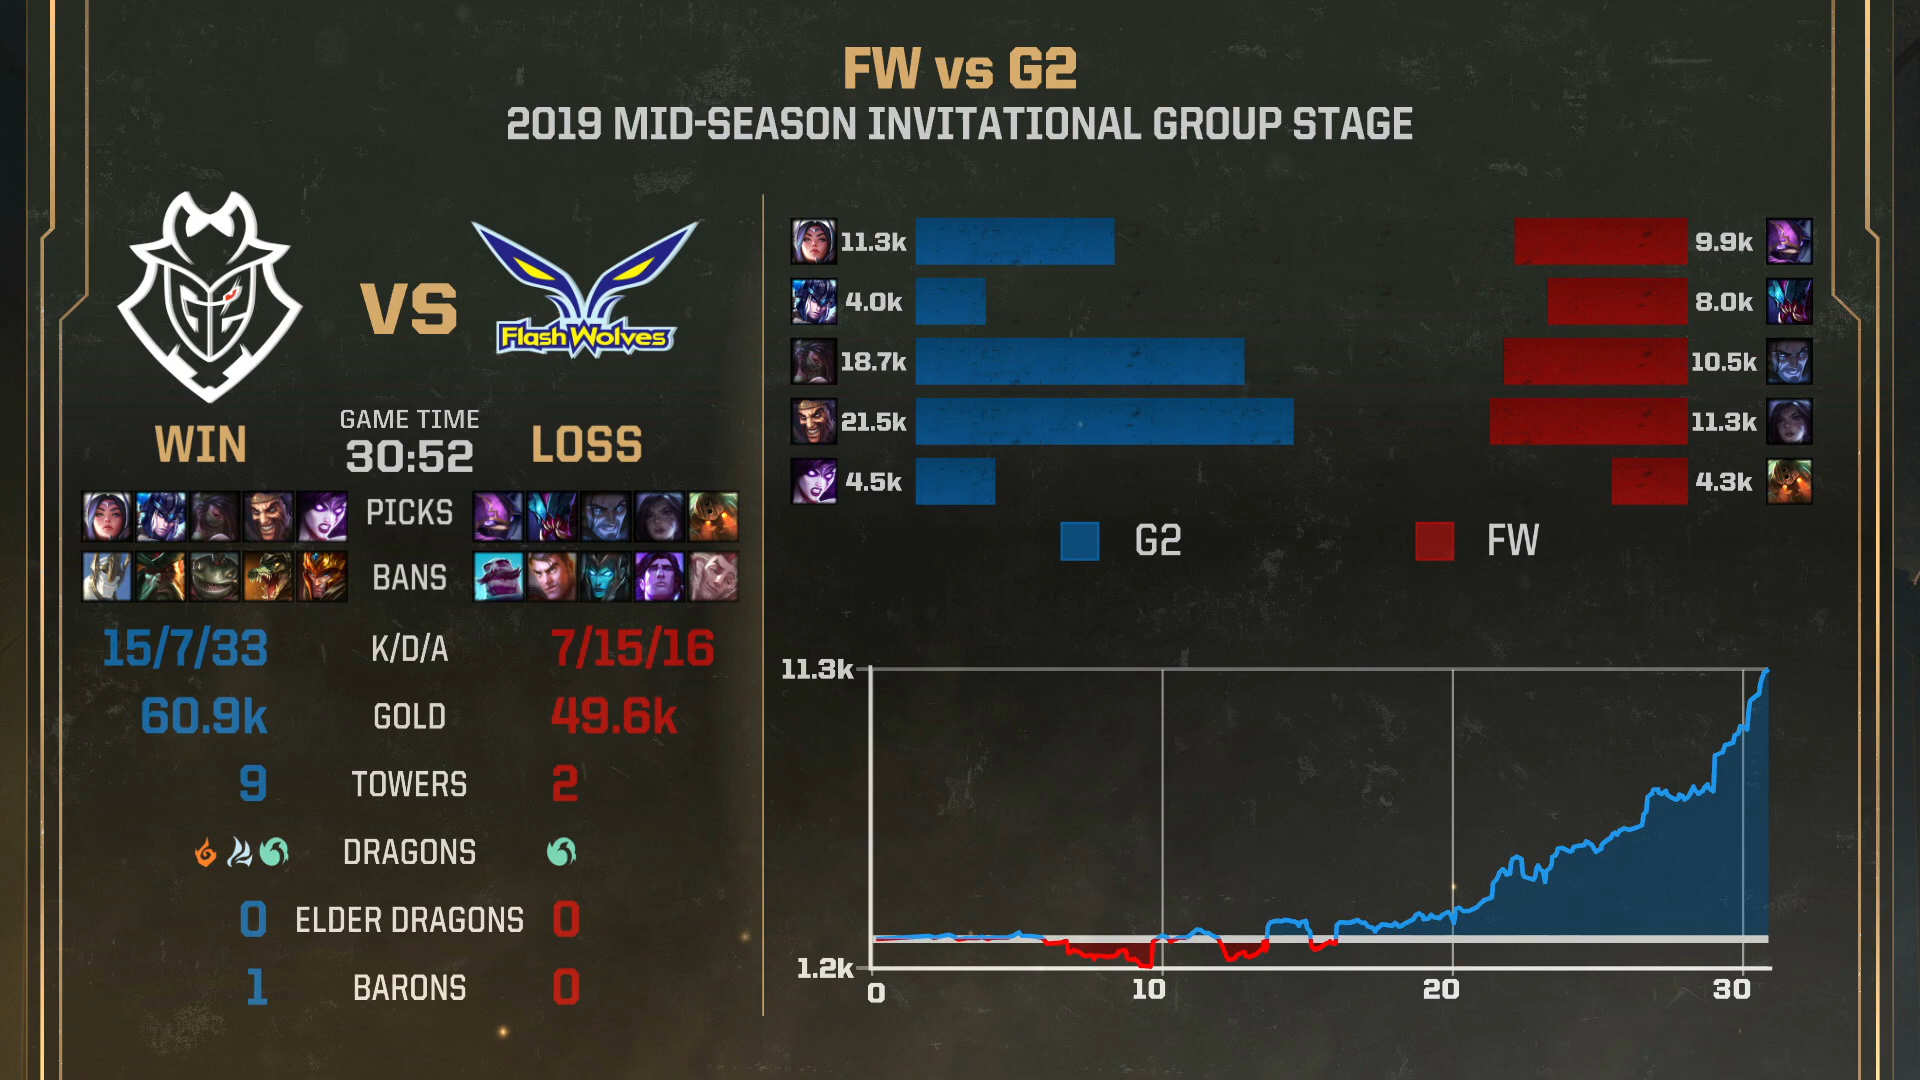 FW vs G2
2019 MID-SEASON INVITATIONAL GROUP STAGE
G2
VS
Flash Wolves
WIN
GAME TIME
30:52
LOSS
PICKS
BANS
15/7/33 K/D/A 7/15/16
60.9k GOLD 49.6k
9 TOWERS 2
DRAGONS
0 ELDER DRAGONS 0
1 BARONS 0
11.3k 9.9k
4.0k 8.0k
18.7k 10.5k
21.5k 11.3k
4.5k 4.3k
G2 FW
11.3k
1.2k
0 10 20 30